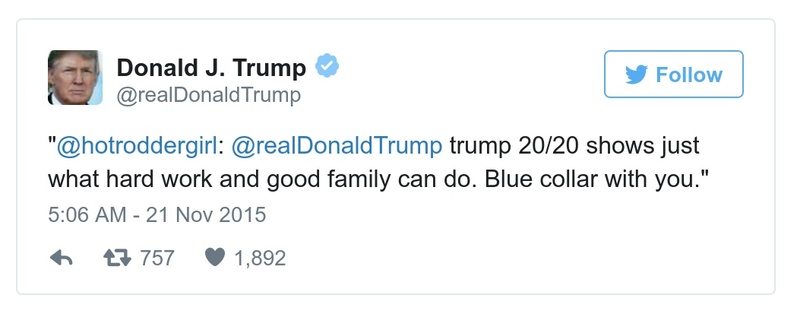 Donald J. Trump
@realDonaldTrump
Follow
"@hotroddergirl: @realDonaldTrump trump 20/20 shows just
what hard work and good family can do. Blue collar with you."
5:06 AM - 21 Nov 2015
757 1,892